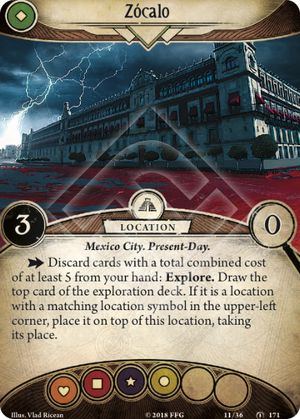 Zócalo
3
LOCATION
0
Mexico City. Present-Day.
Discard cards with a total combined cost
of at least 5 from your hand: Explore. Draw the
top card of the exploration deck. If it is a location
with a matching location symbol in the upper-left
corner, place it on top of this location, taking
its place.
Illus. Vlad Ricean
© 2018 FFG
11/36
171